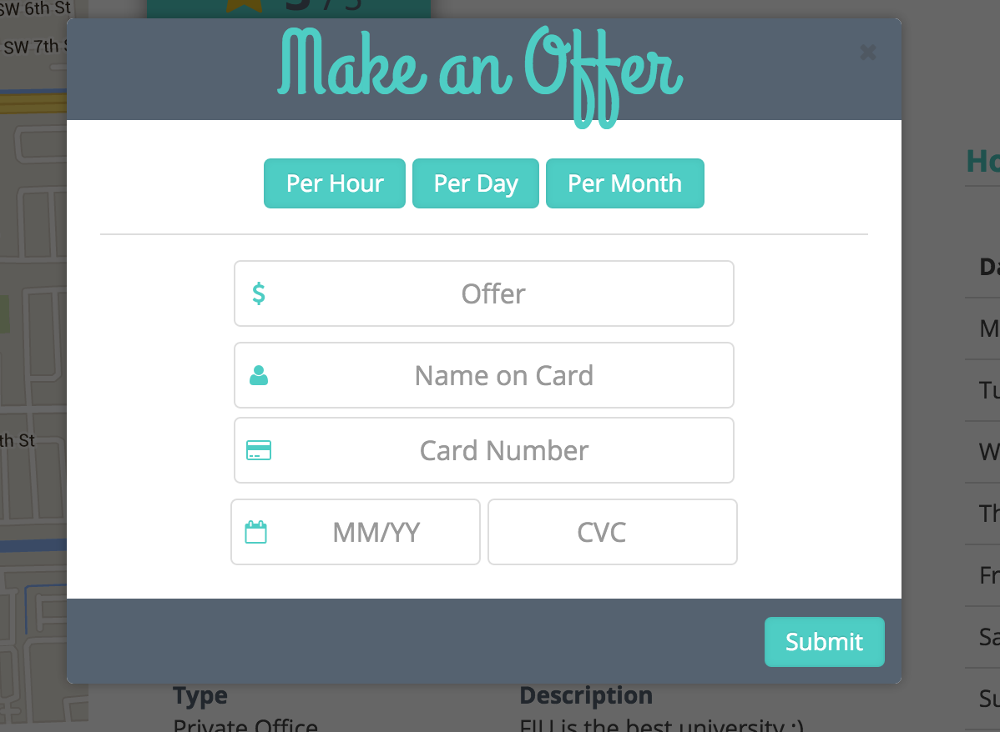 SW 6th St
5 / 5
SW 7th
Make an Offer
Per Hour Per Day Per Month
$ Offer
Name on Card
Card Number
MM/YY CVC
Submit
th St
Ho
Da
M
Tu
W
Th
Fr
Sa
Su
Type
Private Office
Description
FIU is the best university :)